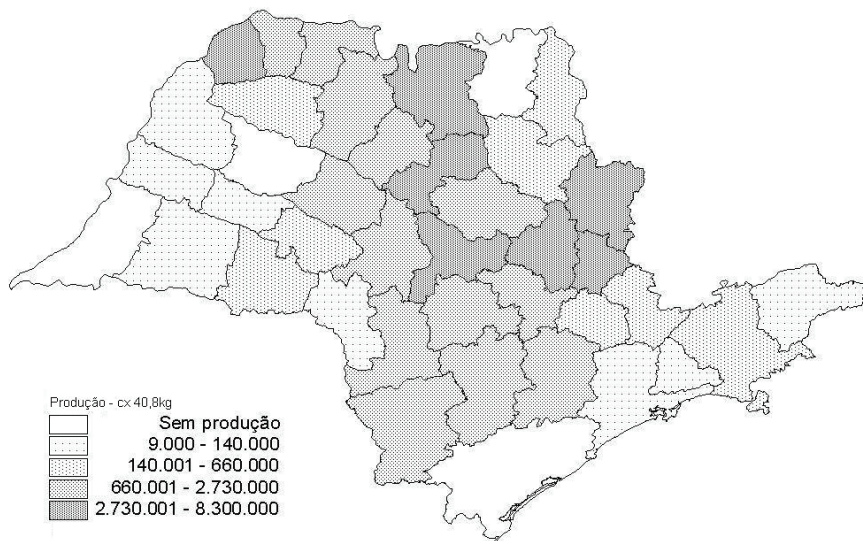 Produção - cx 40,8kg
Sem produção
9.000 - 140.000
140.001 - 660.000
660.001 - 2.730.000
2.730.001 - 8.300.000